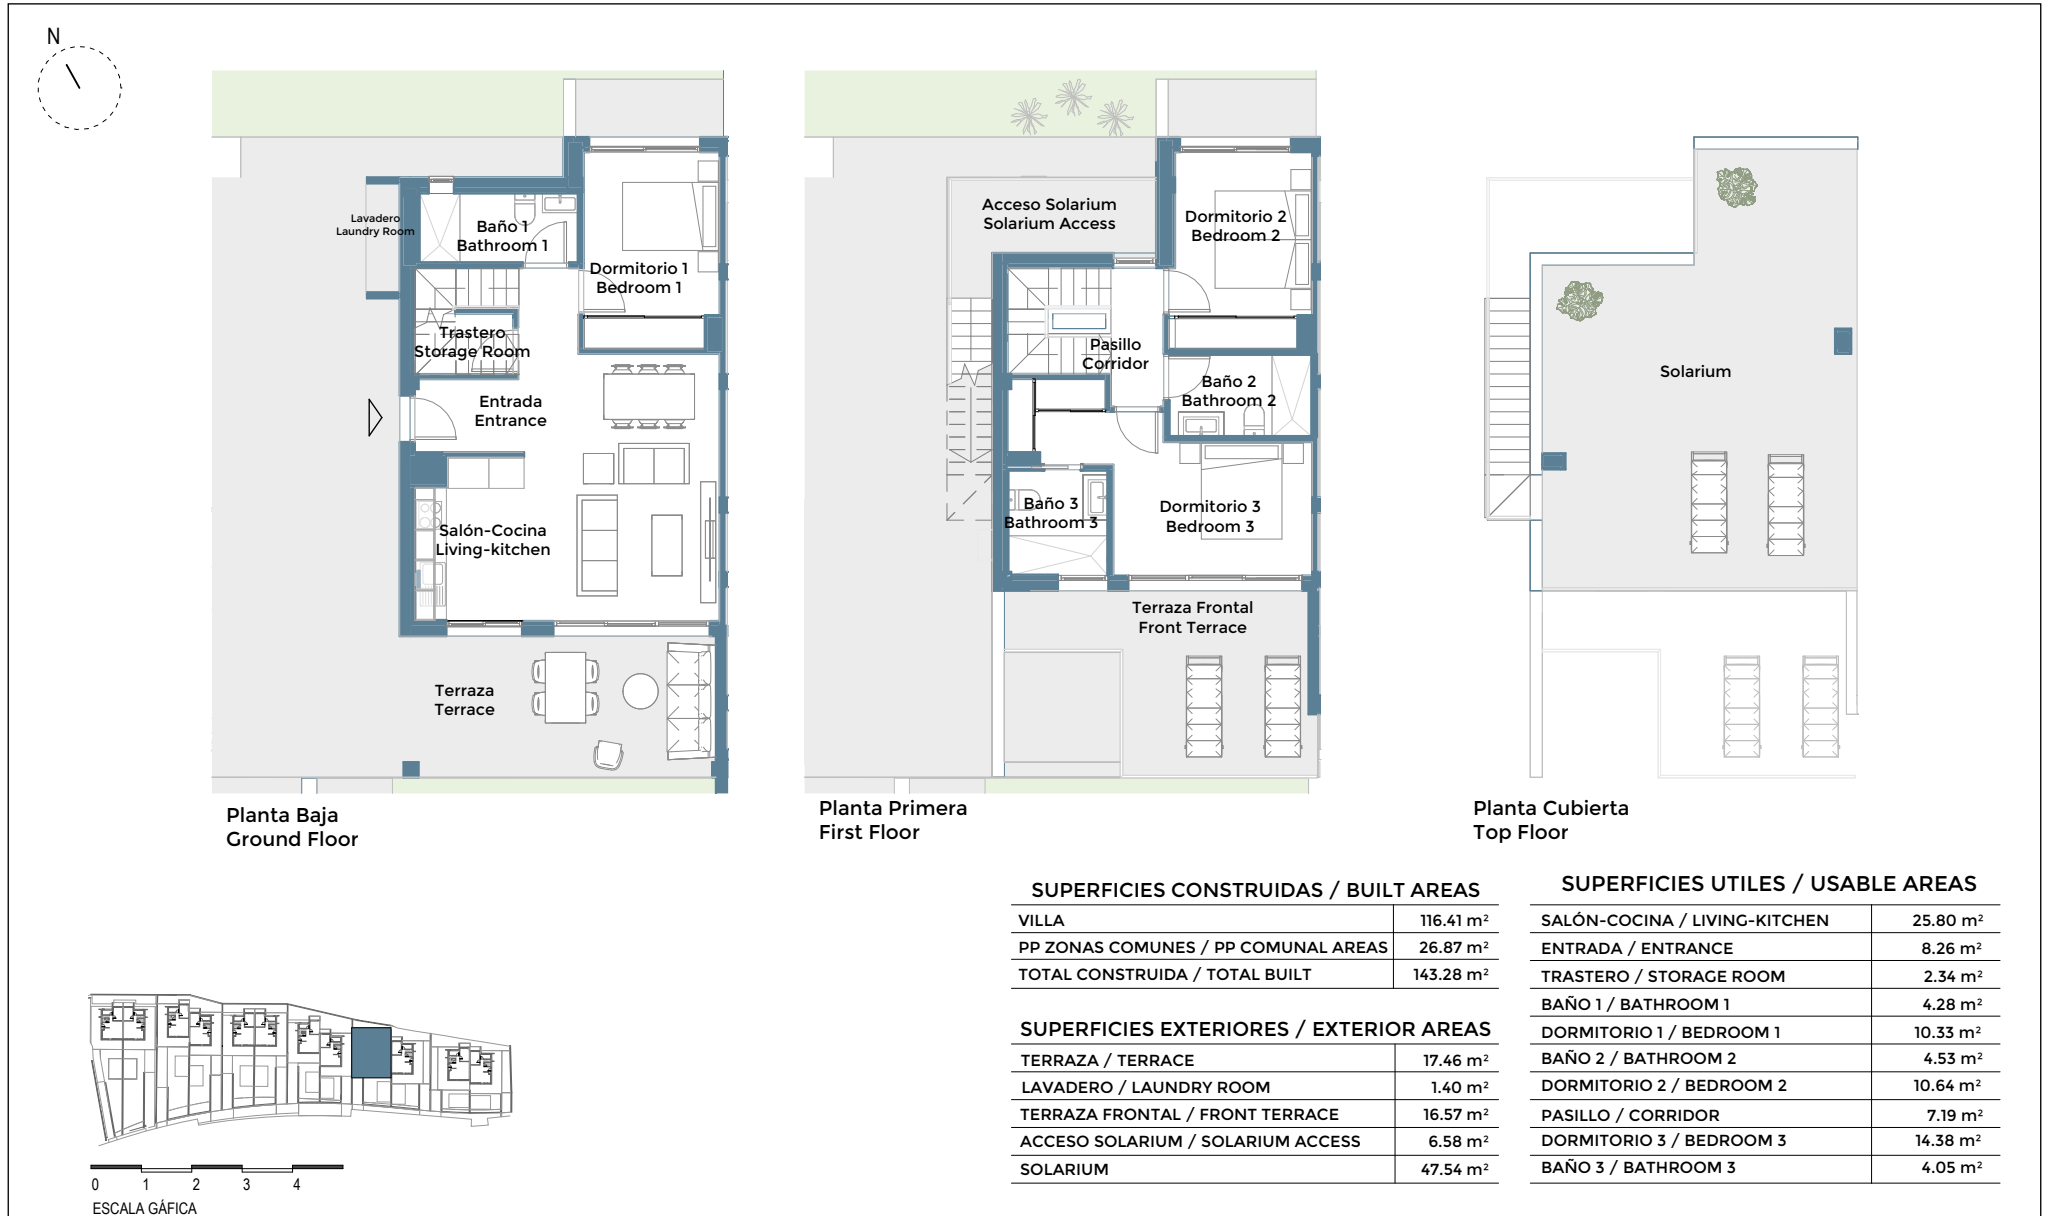 N
Lavadero
Laundry Room
Baño 1
Bathroom 1
Dormitorio 1
Bedroom 1
Trastero
Storage Room
Entrada
Entrance
Salón-Cocina
Living-kitchen
Terraza
Terrace
Planta Baja
Ground Floor
Acceso Solarium
Solarium Access
Dormitorio 2
Bedroom 2
Pasillo
Corridor
Baño 2
Bathroom 2
Baño 3
Bathroom 3
Dormitorio 3
Bedroom 3
Terraza Frontal
Front Terrace
Planta Primera
First Floor
Solarium
Planta Cubierta
Top Floor
SUPERFICIES CONSTRUIDAS / BUILT AREAS
VILLA 116.41 m²
PP ZONAS COMUNES / PP COMUNAL AREAS 26.87 m²
TOTAL CONSTRUIDA / TOTAL BUILT 143.28 m²
SUPERFICIES EXTERIORES / EXTERIOR AREAS
TERRAZA / TERRACE 17.46 m²
LAVADERO / LAUNDRY ROOM 1.40 m²
TERRAZA FRONTAL / FRONT TERRACE 16.57 m²
ACCESO SOLARIUM / SOLARIUM ACCESS 6.58 m²
SOLARIUM 47.54 m²
SUPERFICIES UTILES / USABLE AREAS
SALÓN-COCINA / LIVING-KITCHEN 25.80 m²
ENTRADA / ENTRANCE 8.26 m²
TRASTERO / STORAGE ROOM 2.34 m²
BAÑO 1 / BATHROOM 1 4.28 m²
DORMITORIO 1 / BEDROOM 1 10.33 m²
BAÑO 2 / BATHROOM 2 4.53 m²
DORMITORIO 2 / BEDROOM 2 10.64 m²
PASILLO / CORRIDOR 7.19 m²
DORMITORIO 3 / BEDROOM 3 14.38 m²
BAÑO 3 / BATHROOM 3 4.05 m²
0 1 2 3 4
ESCALA GÁFICA